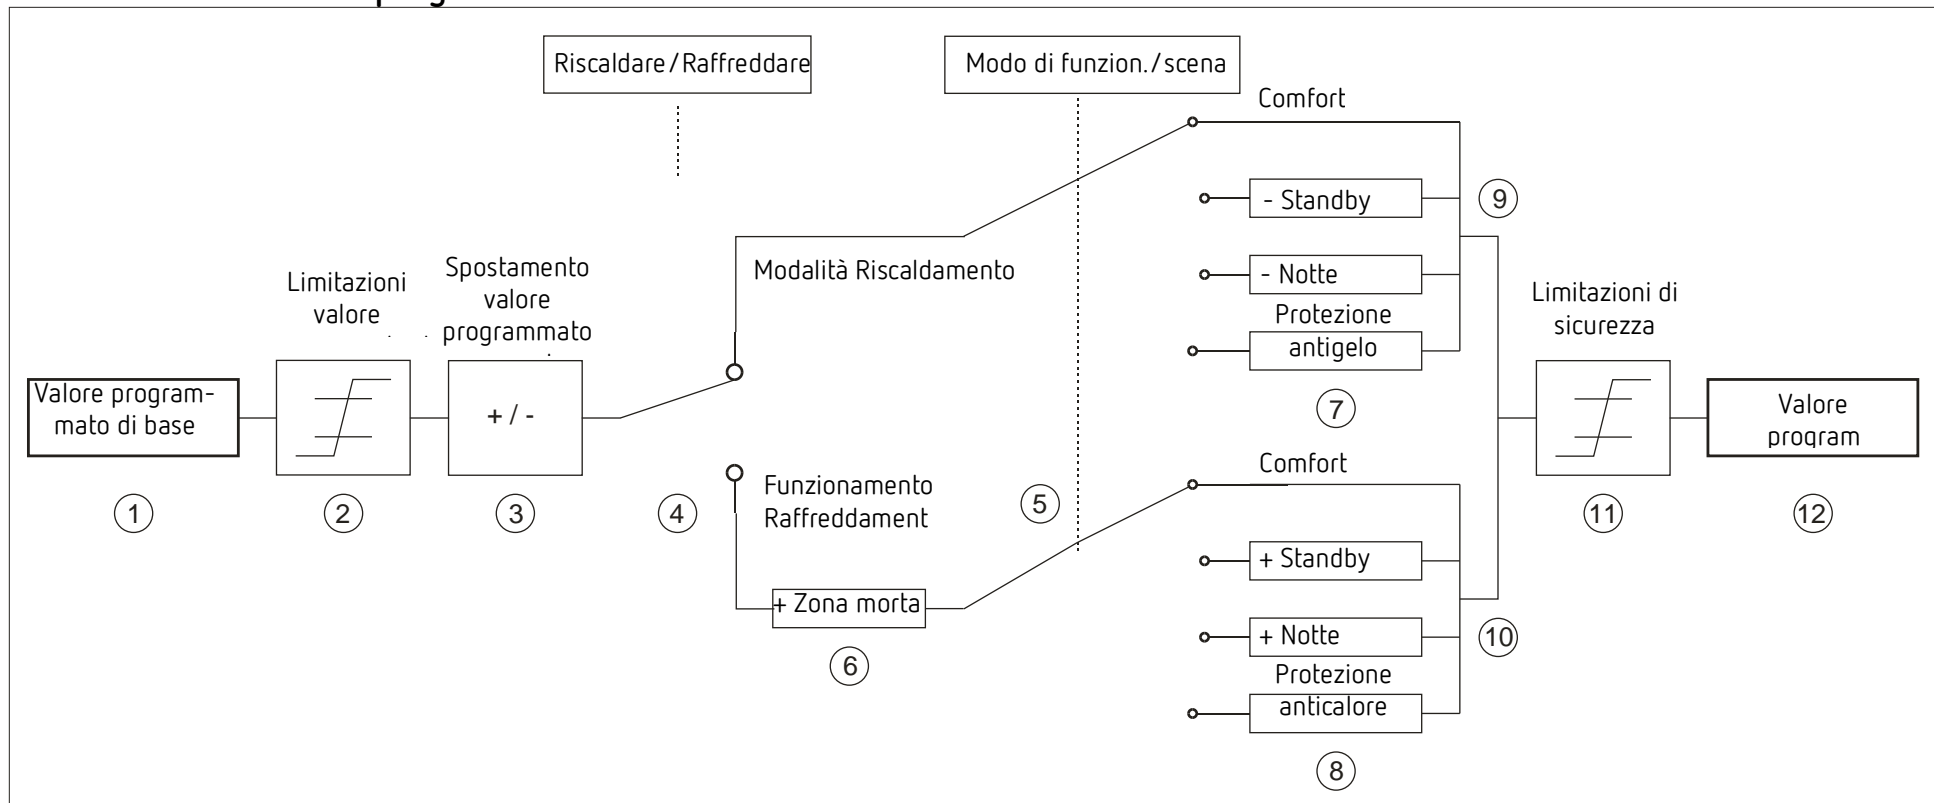 Riscaldare/Raffreddare
Modo di funzion./scena
Comfort
- Standby
9
- Notte
Protezione
antigelo
7
Modalità Riscaldamento
Limitazioni
valore
Spostamento
valore
programmato
Valore program-
mato di base
+ / -
1
2
3
4
Funzionamento
Raffreddament
5
+ Zona morta
6
Comfort
+ Standby
+ Notte
10
Protezione
anticalore
8
Limitazioni di
sicurezza
11
Valore
program
12